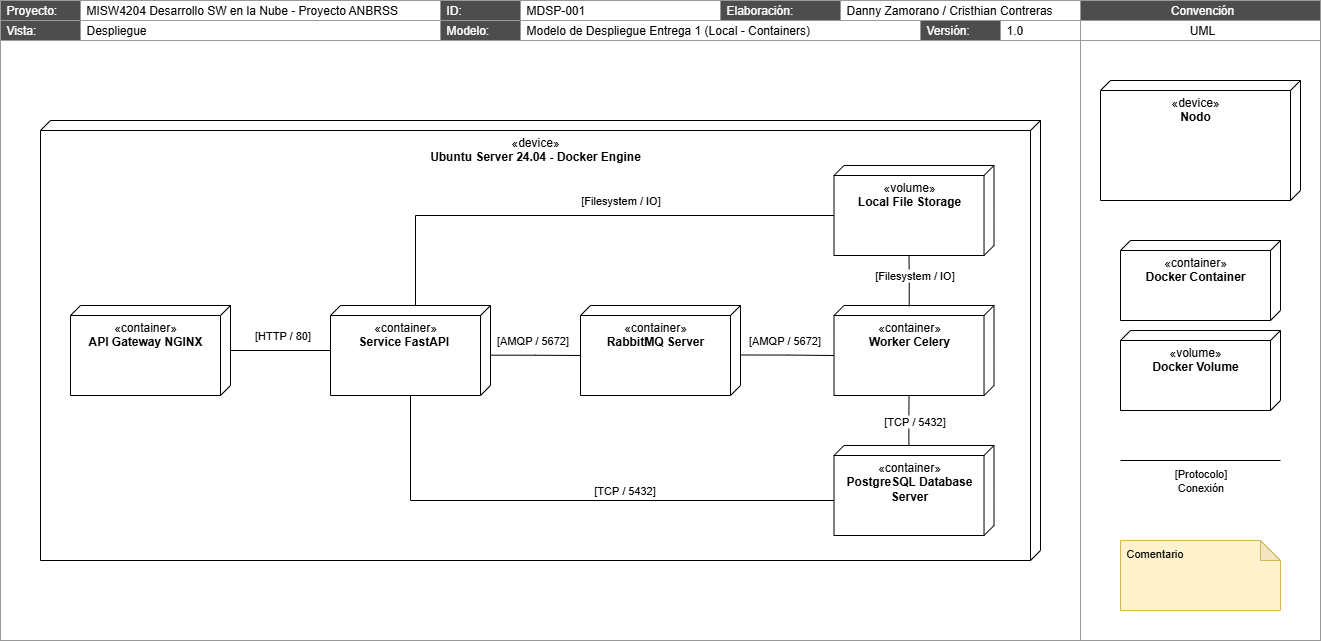 Proyecto: MISW4204 Desarrollo SW en la Nube - Proyecto ANBRSS ID: MDSP-001 Elaboración: Danny Zamorano / Cristhian Contreras Convención
Vista: Despliegue Modelo: Modelo de Despliegue Entrega 1 (Local - Containers) Versión: 1.0 UML
«device»
Ubuntu Server 24.04 - Docker Engine
«volume»
Local File Storage
[Filesystem / IO]
[Filesystem / IO]
«container»
API Gateway NGINX
[HTTP / 80]
«container»
Service FastAPI
[AMQP / 5672]
«container»
RabbitMQ Server
[AMQP / 5672]
«container»
Worker Celery
[TCP / 5432]
«container»
PostgreSQL Database
Server
[TCP / 5432]
«device»
Nodo
«container»
Docker Container
«volume»
Docker Volume
[Protocolo]
Conexión
Comentario